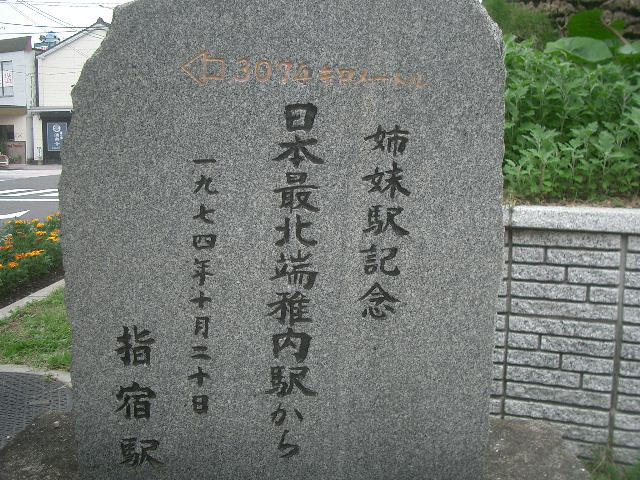 3074キロメートル
姉妹駅記念
日本最北端稚内駅から
一九七四年十月二十日
指宿駅